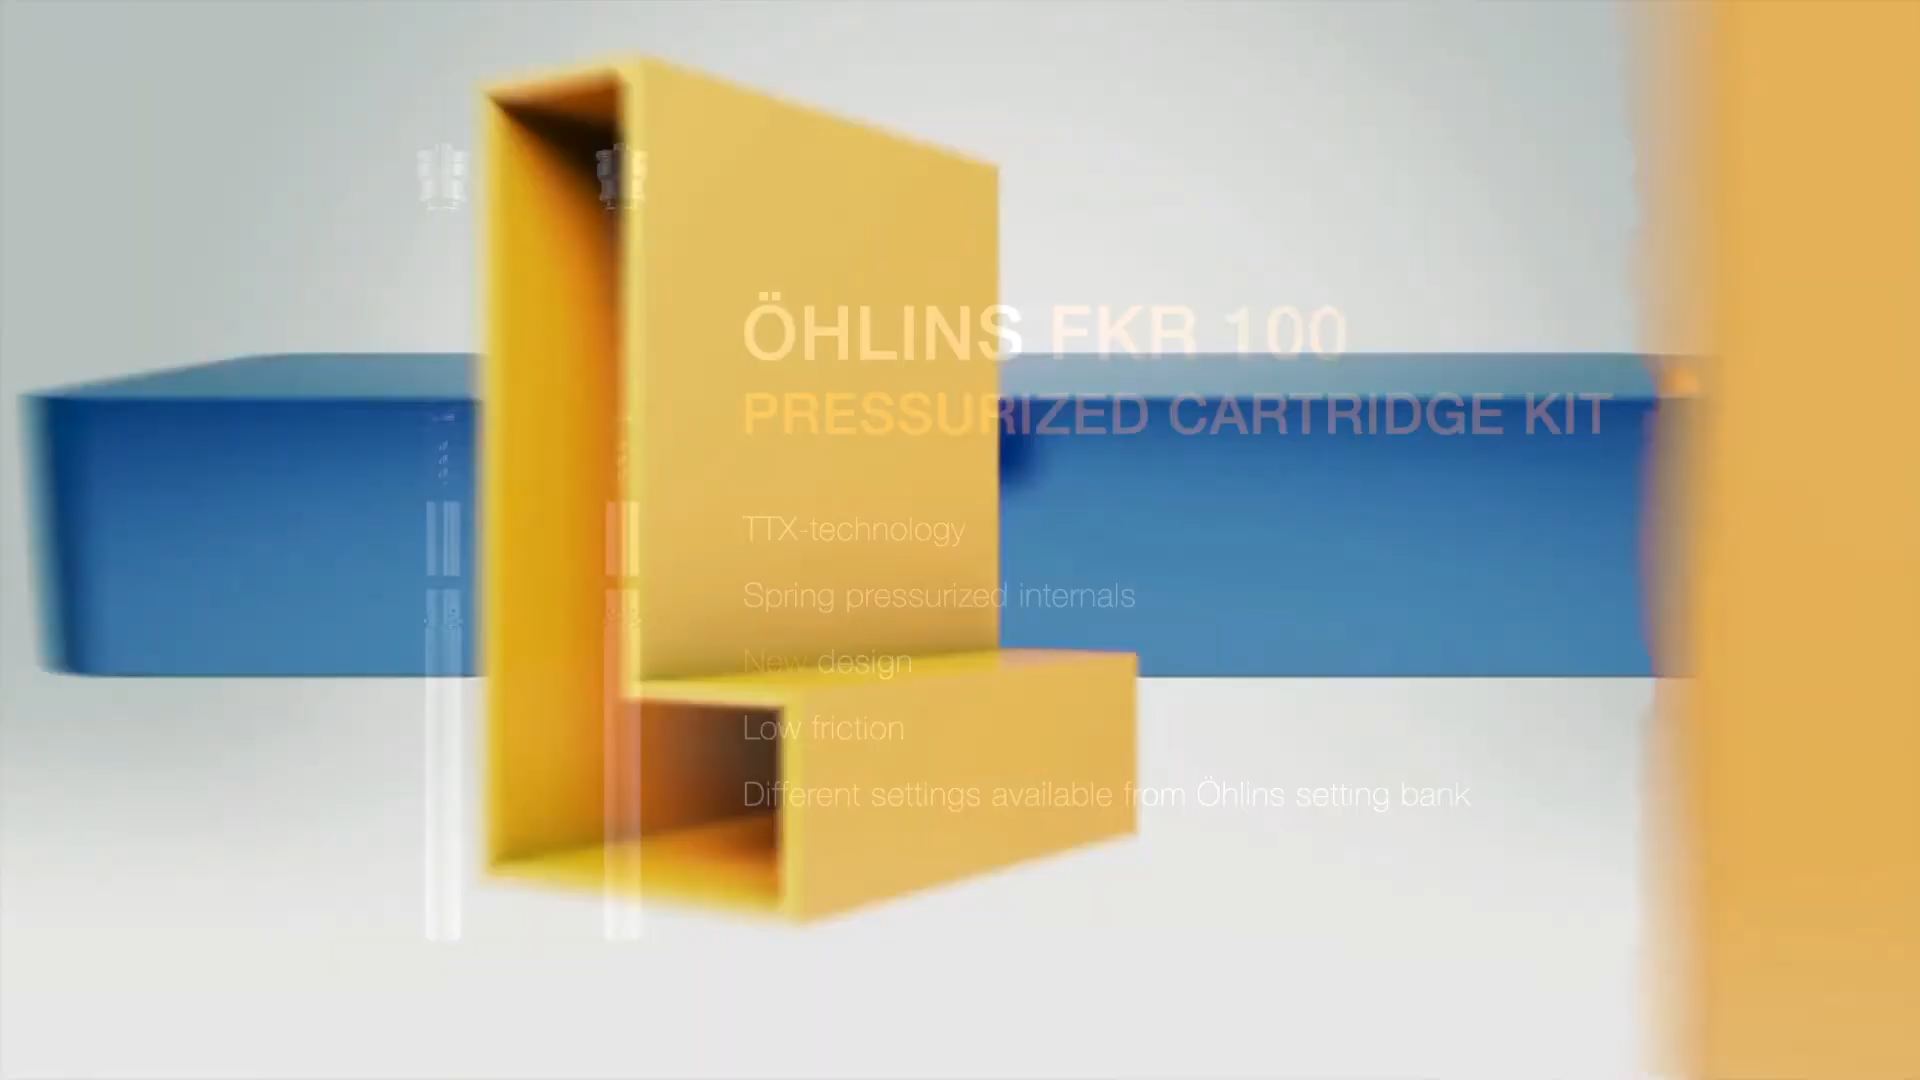 ÖHLINS FKR 100
PRESSURIZED CARTRIDGE KIT
TTX-technology
Spring pressurized internals
New design
Low friction
Different settings available from Öhlins setting bank